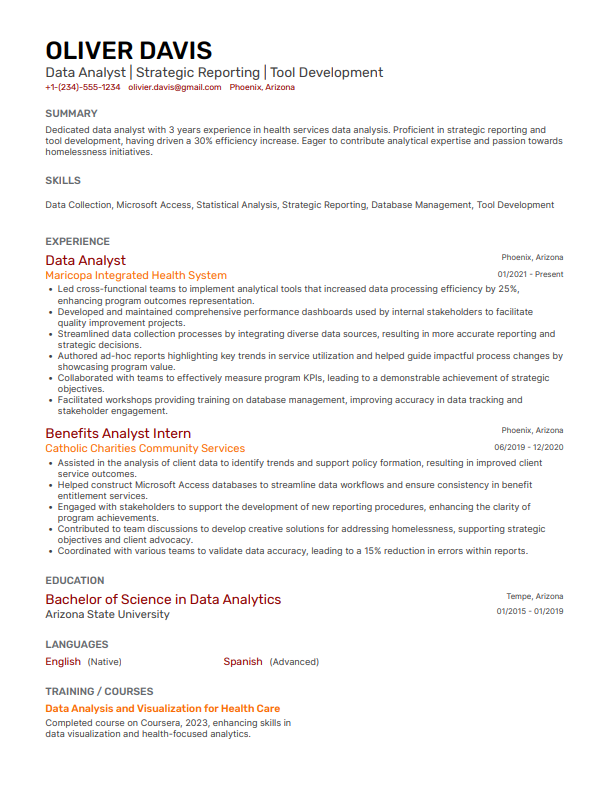 OLIVER DAVIS
Data Analyst | Strategic Reporting | Tool Development
+1-(234)-555-1234 olivier.davis@gmail.com Phoenix, Arizona
SUMMARY
Dedicated data analyst with 3 years experience in health services data analysis. Proficient in strategic reporting and
tool development, having driven a 30% efficiency increase. Eager to contribute analytical expertise and passion towards
homelessness initiatives.
SKILLS
Data Collection, Microsoft Access, Statistical Analysis, Strategic Reporting, Database Management, Tool Development
EXPERIENCE
Data Analyst Phoenix, Arizona
Maricopa Integrated Health System 01/2021 - Present
• Led cross-functional teams to implement analytical tools that increased data processing efficiency by 25%,
enhancing program outcomes representation.
• Developed and maintained comprehensive performance dashboards used by internal stakeholders to facilitate
quality improvement projects.
• Streamlined data collection processes by integrating diverse data sources, resulting in more accurate reporting and
strategic decisions.
• Authored ad-hoc reports highlighting key trends in service utilization and helped guide impactful process changes by
showcasing program value.
• Collaborated with teams to effectively measure program KPIs, leading to a demonstrable achievement of strategic
objectives.
• Facilitated workshops providing training on database management, improving accuracy in data tracking and
stakeholder engagement.
Benefits Analyst Intern Phoenix, Arizona
Catholic Charities Community Services 06/2019 - 12/2020
• Assisted in the analysis of client data to identify trends and support policy formation, resulting in improved client
service outcomes.
• Helped construct Microsoft Access databases to streamline data workflows and ensure consistency in benefit
entitlement services.
• Engaged with stakeholders to support the development of new reporting procedures, enhancing the clarity of
program achievements.
• Contributed to team discussions to develop creative solutions for addressing homelessness, supporting strategic
objectives and client advocacy.
• Coordinated with various teams to validate data accuracy, leading to a 15% reduction in errors within reports.
EDUCATION
Bachelor of Science in Data Analytics Tempe, Arizona
Arizona State University 01/2015 - 01/2019
LANGUAGES
English (Native) Spanish (Advanced)
TRAINING / COURSES
Data Analysis and Visualization for Health Care
Completed course on Coursera, 2023, enhancing skills in
data visualization and health-focused analytics.